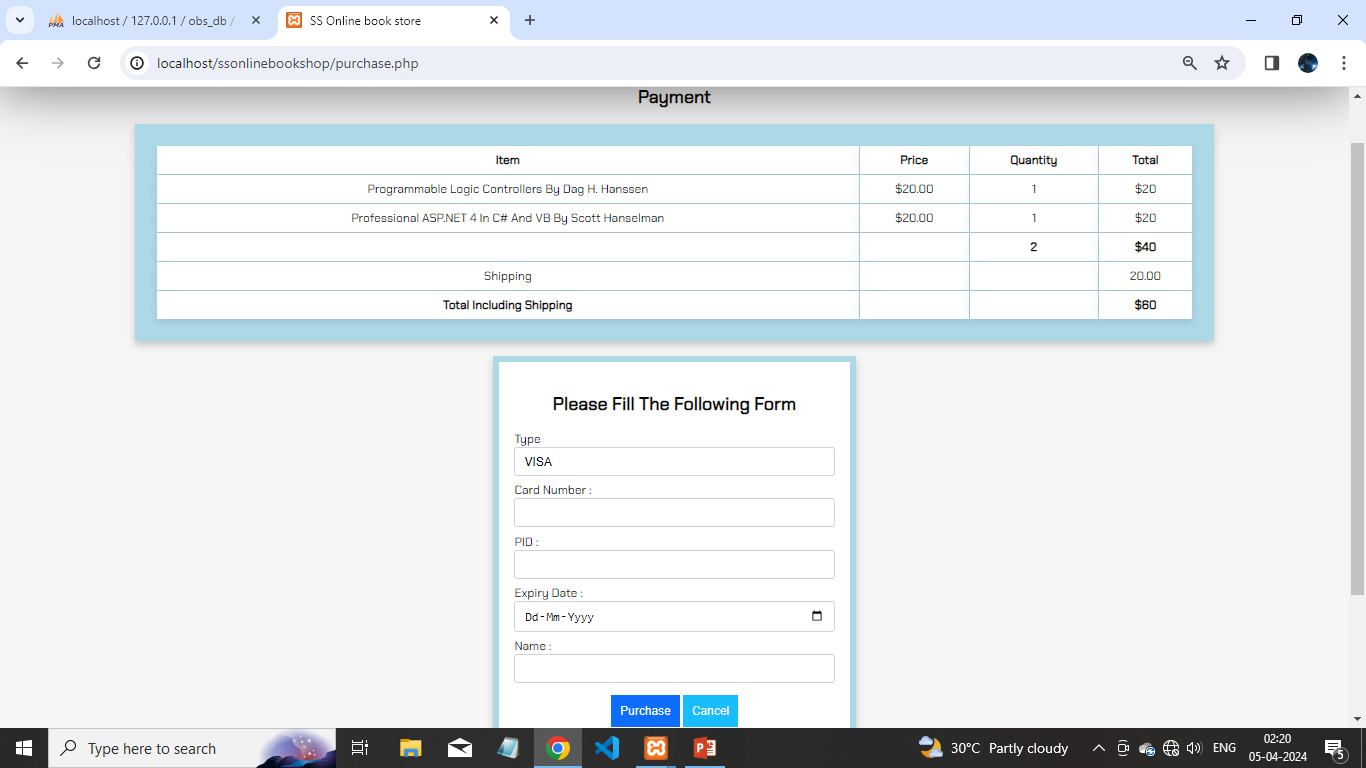 localhost / 127.0.0.1 / obs_db /
SS Online book store
localhost/ssonlinebookshop/purchase.php
Payment
Item Price Quantity Total
Programmable Logic Controllers By Dag H. Hanssen $20.00 1 $20
Professional ASP.NET 4 In C# And VB By Scott Hanselman $20.00 1 $20
2 $40
Shipping 20.00
Total Including Shipping $60
Please Fill The Following Form
Type
VISA
Card Number :
PID :
Expiry Date :
Dd-Mm-Yyyy
Name :
Purchase Cancel
Type here to search
30°C Partly cloudy
ENG
02:20
05-04-2024
5